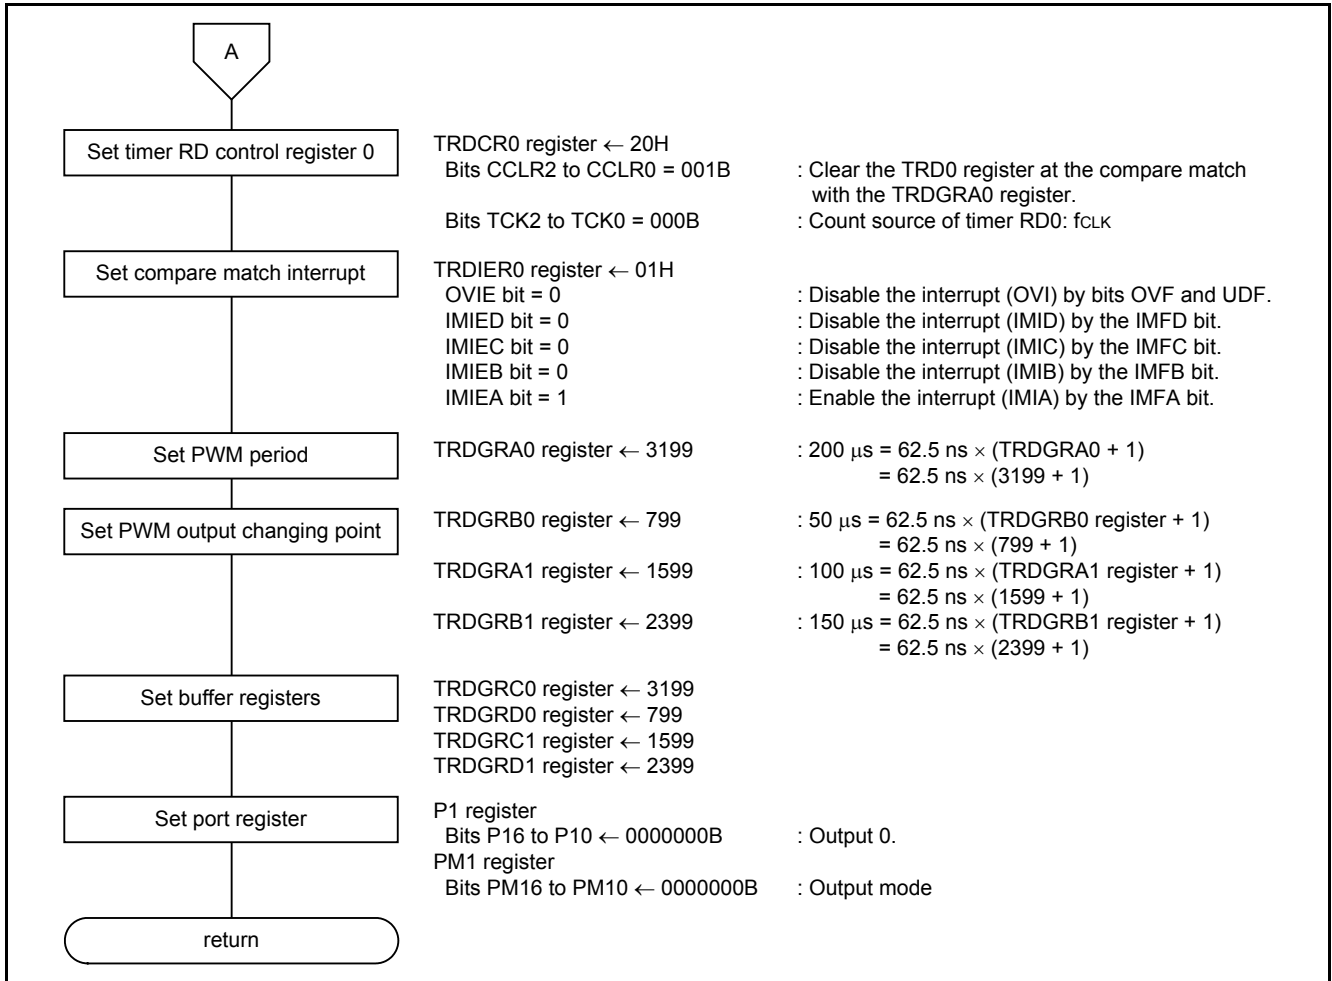 A
Set timer RD control register 0
TRDCR0 register ← 20H
Bits CCLR2 to CCLR0 = 001B : Clear the TRD0 register at the compare match
with the TRDGRA0 register.
Bits TCK2 to TCK0 = 000B : Count source of timer RD0: fCLK
Set compare match interrupt
TRDIER0 register ← 01H
OVIE bit = 0 : Disable the interrupt (OVI) by bits OVF and UDF.
IMIED bit = 0 : Disable the interrupt (IMID) by the IMFD bit.
IMIEC bit = 0 : Disable the interrupt (IMIC) by the IMFC bit.
IMIEB bit = 0 : Disable the interrupt (IMIB) by the IMFB bit.
IMIEA bit = 1 : Enable the interrupt (IMIA) by the IMFA bit.
Set PWM period
TRDGRA0 register ← 3199 : 200 μs = 62.5 ns × (TRDGRA0 + 1)
= 62.5 ns × (3199 + 1)
Set PWM output changing point
TRDGRB0 register ← 799 : 50 μs = 62.5 ns × (TRDGRB0 register + 1)
= 62.5 ns × (799 + 1)
TRDGRA1 register ← 1599 : 100 μs = 62.5 ns × (TRDGRA1 register + 1)
= 62.5 ns × (1599 + 1)
TRDGRB1 register ← 2399 : 150 μs = 62.5 ns × (TRDGRB1 register + 1)
= 62.5 ns × (2399 + 1)
Set buffer registers
TRDGRC0 register ← 3199
TRDGRD0 register ← 799
TRDGRC1 register ← 1599
TRDGRD1 register ← 2399
Set port register
P1 register
Bits P16 to P10 ← 0000000B : Output 0.
PM1 register
Bits PM16 to PM10 ← 0000000B : Output mode
return